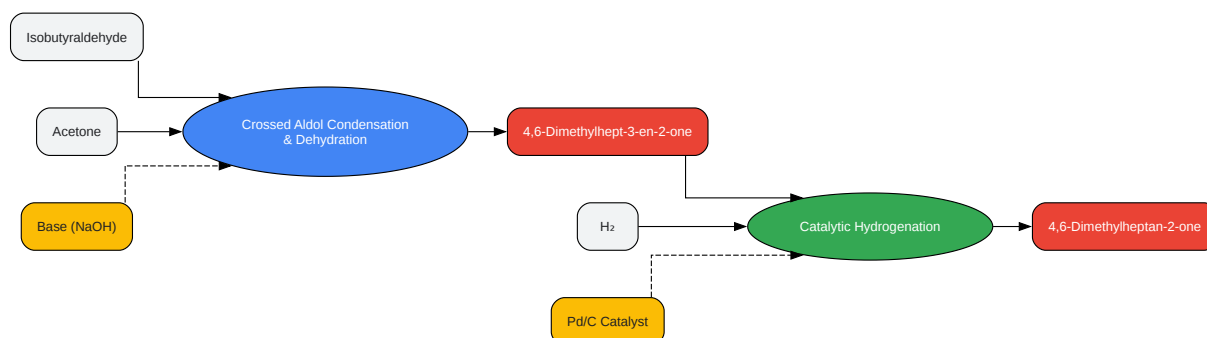 Isobutyraldehyde
Acetone
Base (NaOH)
Crossed Aldol Condensation
& Dehydration
4,6-Dimethylhept-3-en-2-one
H₂
Pd/C Catalyst
Catalytic Hydrogenation
4,6-Dimethylheptan-2-one